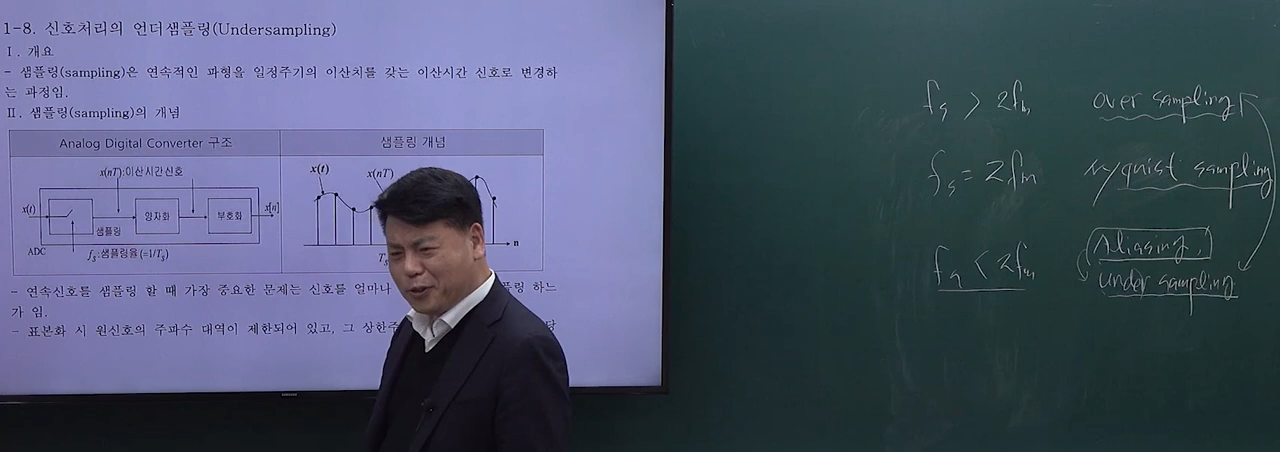 1-8. 신호처리의 언더샘플링(Undersampling)
Ⅰ. 개요
- 샘플링(sampling)은 연속적인 파형을 일정주기의 이산치를 갖는 이산시간 신호로 변경하
는 과정임.
Ⅱ. 샘플링(sampling)의 개념
Analog Digital Converter 구조
샘플링 개념
x(nT):이산시간신호
x(t)
샘플링
양자화
부호화
x[n]
ADC
fs:샘플링율(=1/Ts)
x(t)
x(nT)
Ts
n
- 연속신호를 샘플링 할 때 가장 중요한 문제는 신호를 얼마나 플링 하느
가 임.
- 표본화 시 원신호의 주파수 대역이 제한되어 있고, 그 상한주
fs > 2fm over sampling
fs = 2fm nyquist sampling
fs < 2fm Aliasing,
under sampling
SAMSUNG